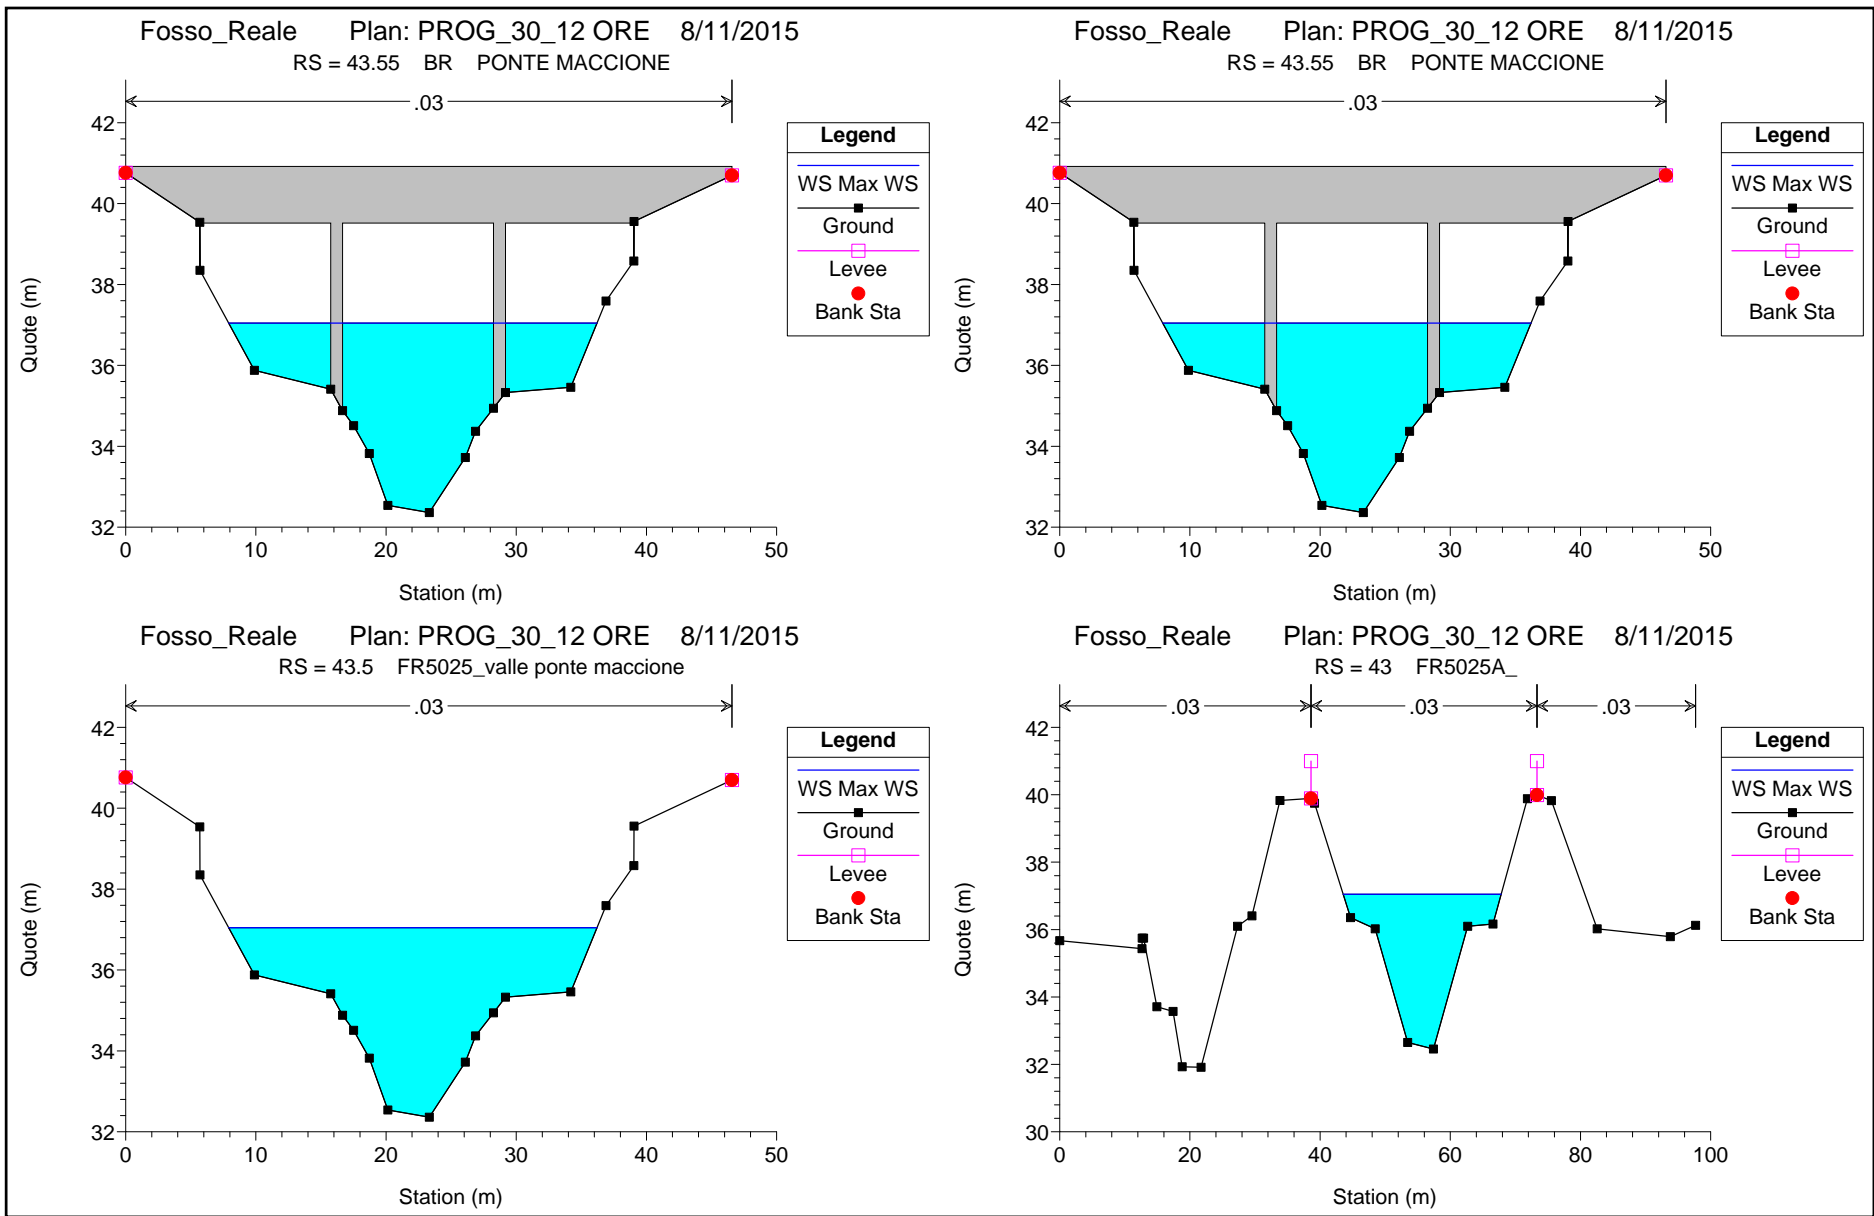 Fosso_Reale Plan: PROG_30_12 ORE 8/11/2015
RS = 43.55 BR PONTE MACCIONE
.03
42
40
38
36
34
32
0 10 20 30 40 50
Quote (m)
Station (m)
Legend
WS Max WS
Ground
Levee
Bank Sta
Fosso_Reale Plan: PROG_30_12 ORE 8/11/2015
RS = 43.55 BR PONTE MACCIONE
.03
42
40
38
36
34
32
0 10 20 30 40 50
Quote (m)
Station (m)
Legend
WS Max WS
Ground
Levee
Bank Sta
Fosso_Reale Plan: PROG_30_12 ORE 8/11/2015
RS = 43.5 FR5025_valle ponte maccione
.03
42
40
38
36
34
32
0 10 20 30 40 50
Quote (m)
Station (m)
Legend
WS Max WS
Ground
Levee
Bank Sta
Fosso_Reale Plan: PROG_30_12 ORE 8/11/2015
RS = 43 FR5025A_
.03 .03 .03
42
40
38
36
34
32
30
0 20 40 60 80 100
Quote (m)
Station (m)
Legend
WS Max WS
Ground
Levee
Bank Sta